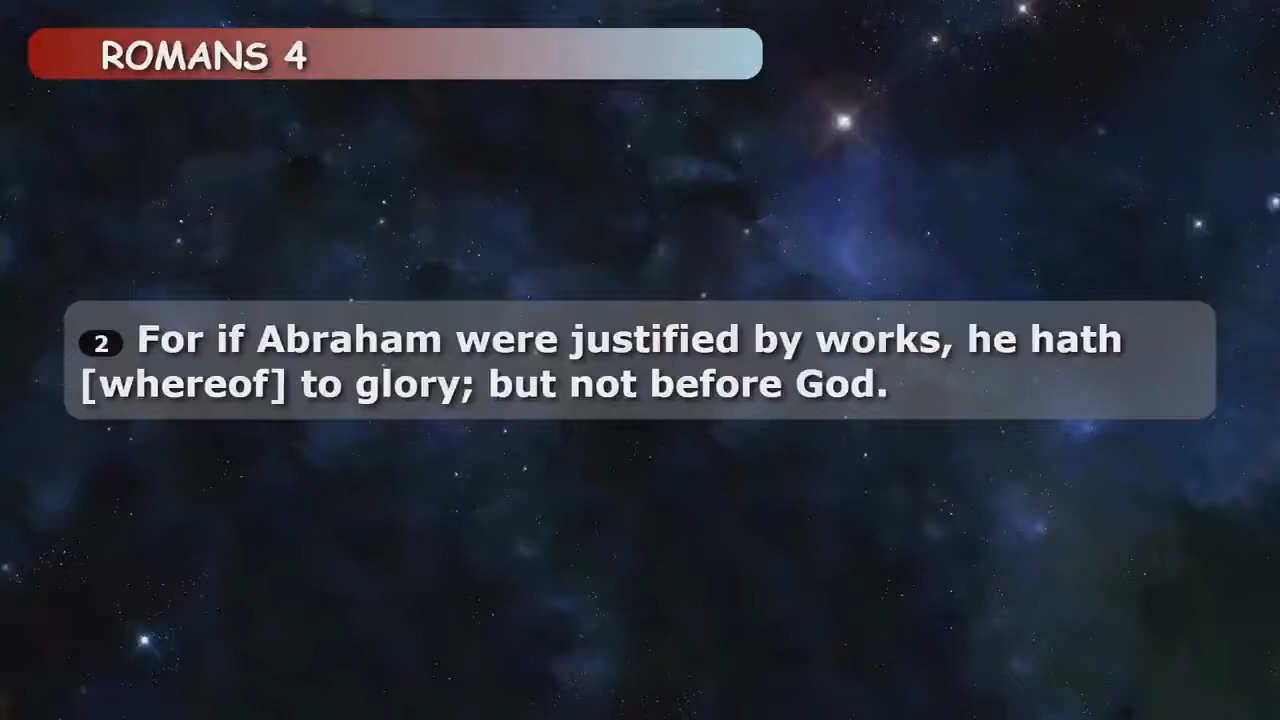 ROMANS 4
2 For if Abraham were justified by works, he hath
[whereof] to glory; but not before God.